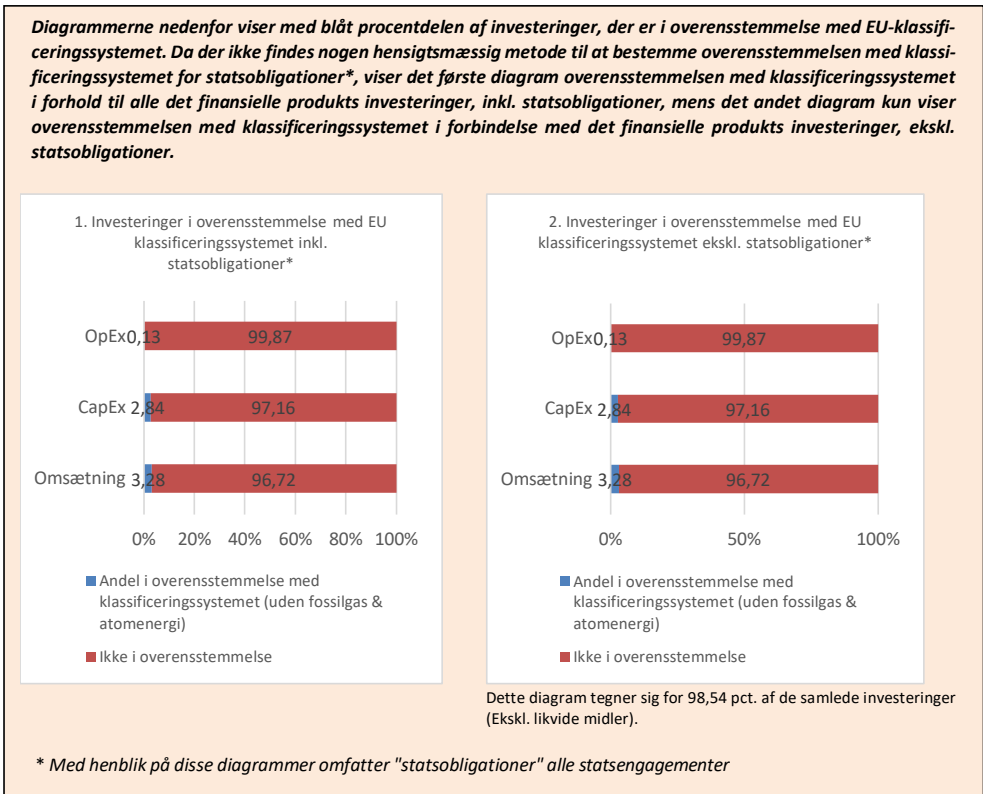 Diagrammerne nedenfor viser med blåt procentdelen af investeringer, der er i overensstemmelse med EU-klassifi-
ceringssystemet. Da der ikke findes nogen hensigtsmæssig metode til at bestemme overensstemmelsen med klassi-
ficeringssystemet for statsobligationer*, viser det første diagram overensstemmelsen med klassificeringssystemet
i forhold til alle det finansielle produkts investeringer, inkl. statsobligationer, mens det andet diagram kun viser
overensstemmelsen med klassificeringssystemet i forbindelse med det finansielle produkts investeringer, ekskl.
statsobligationer.
1. Investeringer i overensstemmelse med EU
klassificeringssystemet inkl.
statsobligationer*
OpEx 0,13 99,87
CapEx 2,84 97,16
Omsætning 3,28 96,72
0% 20% 40% 60% 80% 100%
Andel i overensstemmelse med
klassificeringssystemet (uden fossilgas &
atomenergi)
Ikke i overensstemmelse
2. Investeringer i overensstemmelse med EU
klassificeringssystemet ekskl. statsobligationer*
OpEx 0,13 99,87
CapEx 2,84 97,16
Omsætning 3,28 96,72
0% 50% 100%
Andel i overensstemmelse med
klassificeringssystemet (uden fossilgas &
atomenergi)
Ikke i overensstemmelse
Dette diagram tegner sig for 98,54 pct. af de samlede investeringer
(Ekskl. likvide midler).
* Med henblik på disse diagrammer omfatter "statsobligationer" alle statsengagementer